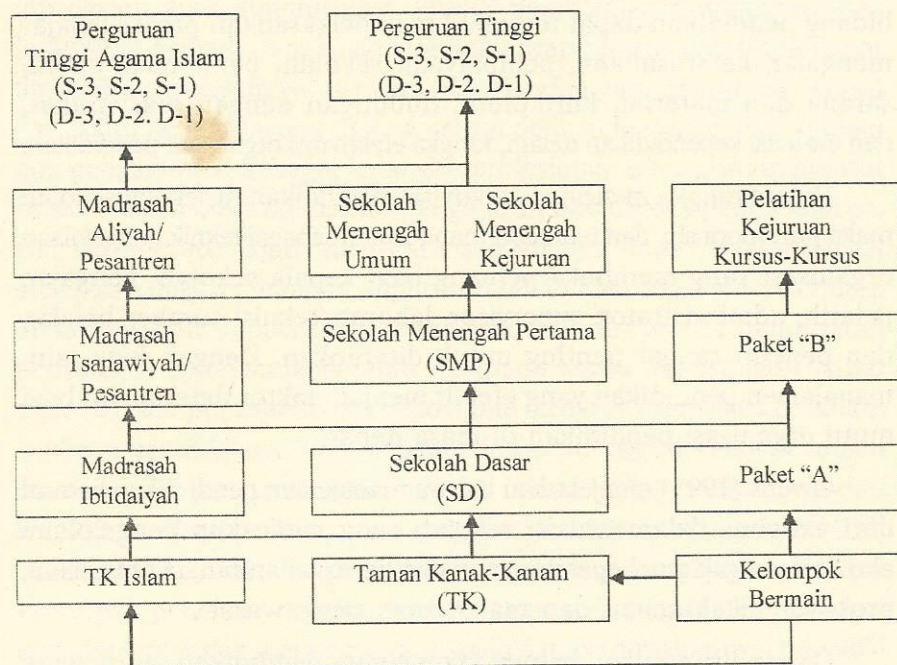 Perguruan
Tinggi Agama Islam
(S-3, S-2, S-1)
(D-3, D-2. D-1)
Perguruan Tinggi
(S-3, S-2, S-1)
(D-3, D-2. D-1)
Madrasah
Aliyah/
Pesantren
Sekolah
Menengah
Umum
Sekolah
Menengah
Kejuruan
Pelatihan
Kejuruan
Kursus-Kursus
Madrasah
Tsanawiyah/
Pesantren
Sekolah Menengah Pertama
(SMP)
Paket “B”
Madrasah
Ibtidaiyah
Sekolah Dasar
(SD)
Paket “A”
TK Islam
Taman Kanak-Kanam
(TK)
Kelompok
Bermain